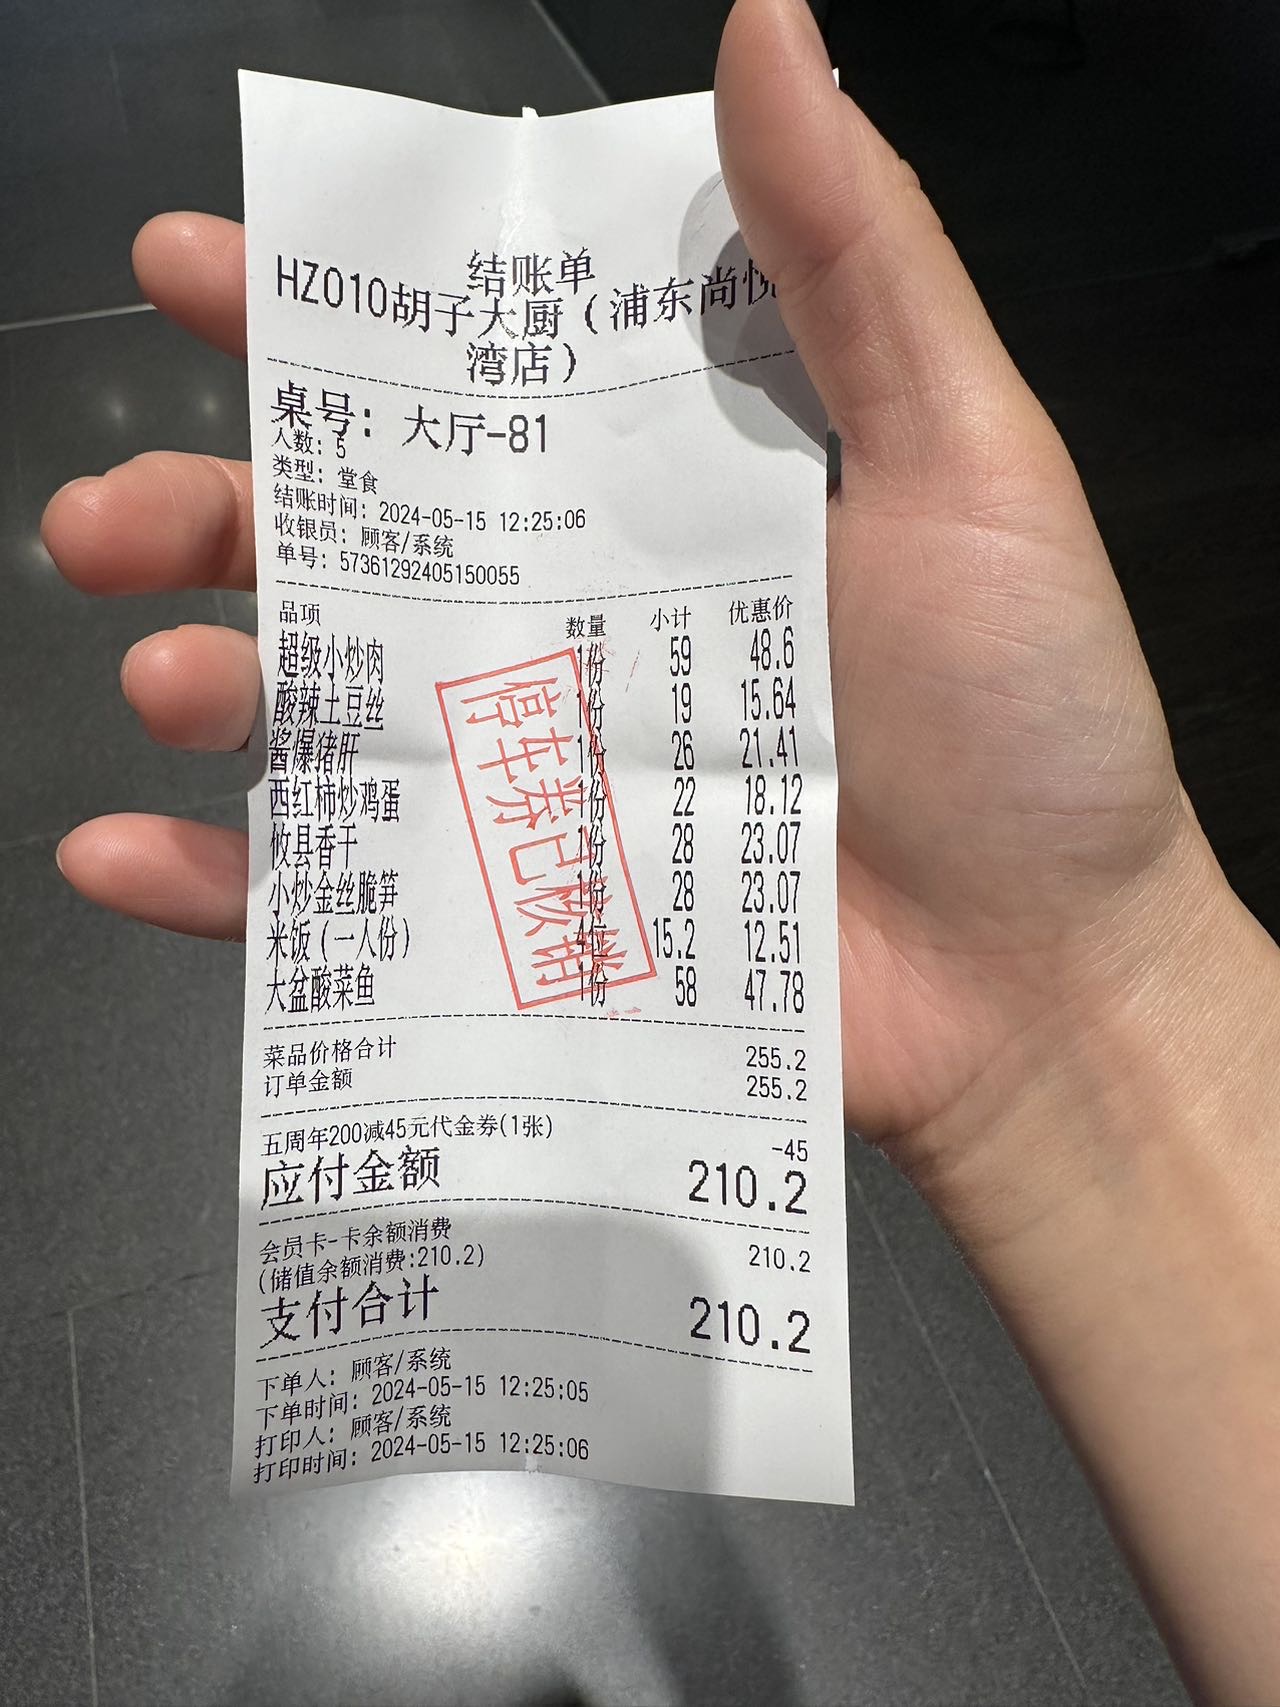 结账单
HZ010胡子大厨（浦东尚悦
湾店）
桌号：大厅-81
人数：5
类型：堂食
结账时间：2024-05-15 12:25:06
收银员：顾客/系统
单号：57361292405150055
品项 数量 小计 优惠价
超级小炒肉 1份 59 48.6
酸辣土豆丝 1份 19 15.64
酱爆猪肝 1份 26 21.41
西红柿炒鸡蛋 1份 22 18.12
攸县香干 1份 28 23.07
小炒金丝脆笋 1份 28 23.07
米饭（一人份） 4位 15.2 12.51
大盆酸菜鱼 1份 58 47.78
停车券已核销
菜品价格合计 255.2
订单金额 255.2
五周年200减45元代金券(1张) -45
应付金额 210.2
会员卡-卡余额消费 210.2
(储值余额消费:210.2)
支付合计 210.2
下单人：顾客/系统
下单时间：2024-05-15 12:25:05
打印人：顾客/系统
打印时间：2024-05-15 12:25:06